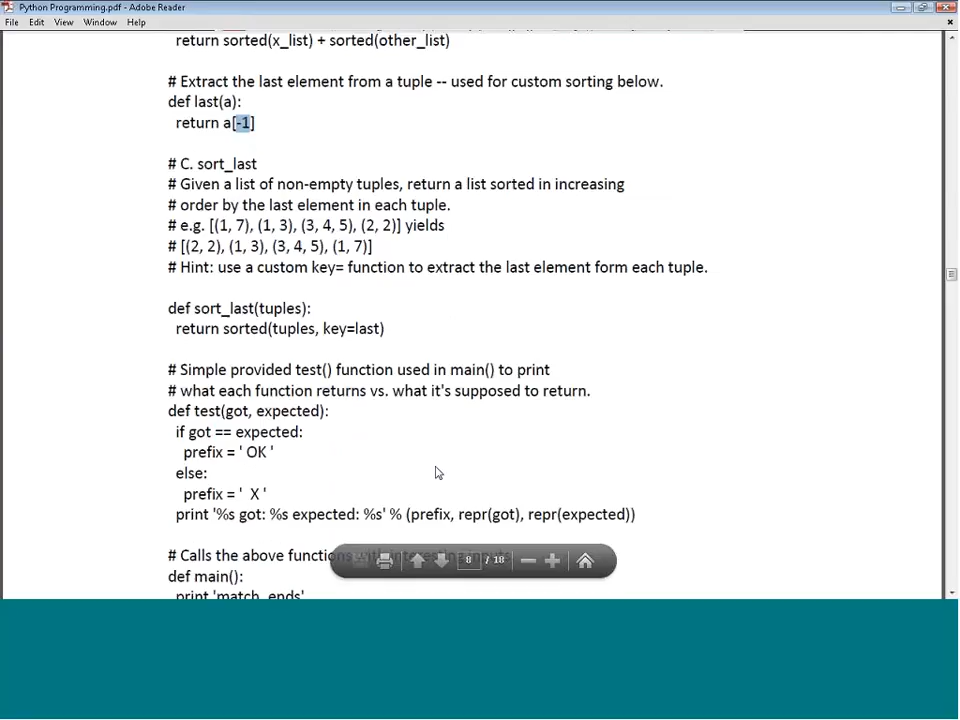 Python Programming.pdf - Adobe Reader
File Edit View Window Help
return sorted(x_list) + sorted(other_list)
# Extract the last element from a tuple -- used for custom sorting below.
def last(a):
return a[-1]
# C. sort_last
# Given a list of non-empty tuples, return a list sorted in increasing
# order by the last element in each tuple.
# e.g. [(1, 7), (1, 3), (3, 4, 5), (2, 2)] yields
# [(2, 2), (1, 3), (3, 4, 5), (1, 7)]
# Hint: use a custom key= function to extract the last element form each tuple.
def sort_last(tuples):
return sorted(tuples, key=last)
# Simple provided test() function used in main() to print
# what each function returns vs. what it's supposed to return.
def test(got, expected):
if got == expected:
prefix = ' OK '
else:
prefix = '  X '
print '%s got: %s expected: %s' % (prefix, repr(got), repr(expected))
# Calls the above functions with interesting inputs.
8 / 18
def main():
print 'match_ends'